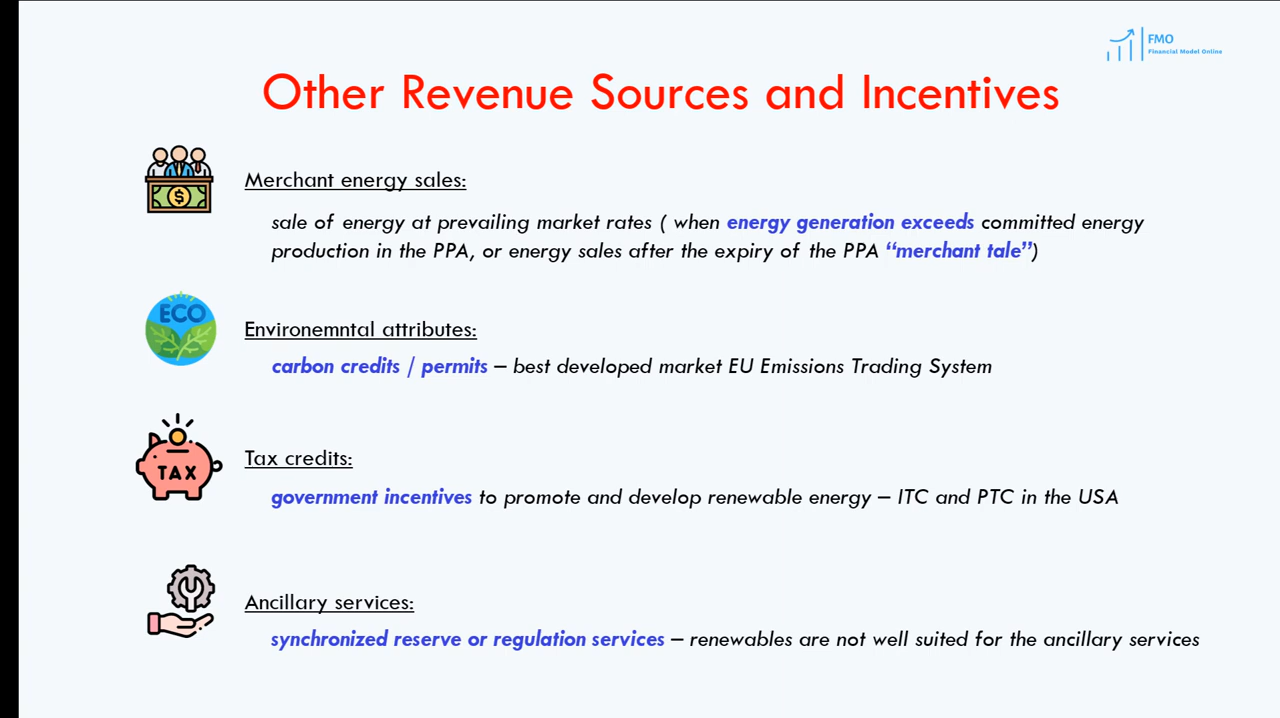 FMO
Financial Model Online
Other Revenue Sources and Incentives
Merchant energy sales:
sale of energy at prevailing market rates ( when energy generation exceeds committed energy
production in the PPA, or energy sales after the expiry of the PPA “merchant tale”)
ECO
Environemntal attributes:
carbon credits / permits – best developed market EU Emissions Trading System
TAX
Tax credits:
government incentives to promote and develop renewable energy – ITC and PTC in the USA
Ancillary services:
synchronized reserve or regulation services – renewables are not well suited for the ancillary services